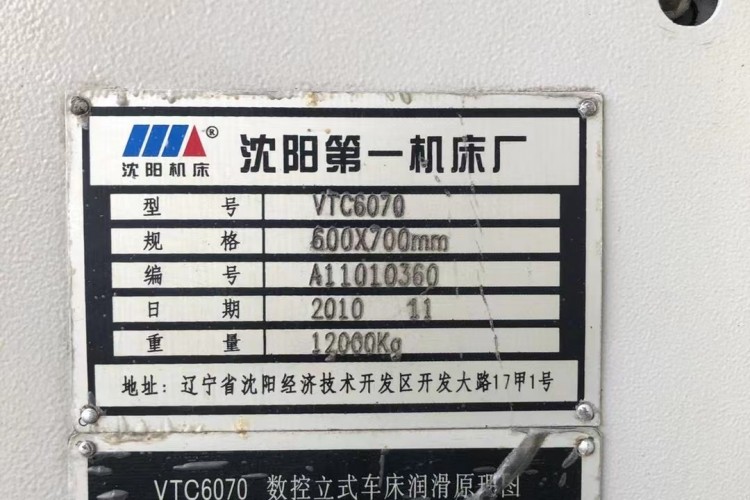 沈阳机床®
沈阳第一机床厂
型 号 VTC6070
规 格 600X700mm
编 号 A11010360
日 期 2010 11
重 量 12000Kg
地址：辽宁省沈阳经济技术开发区开发大路17甲1号
VTC6070 数控立式车床润滑原理图